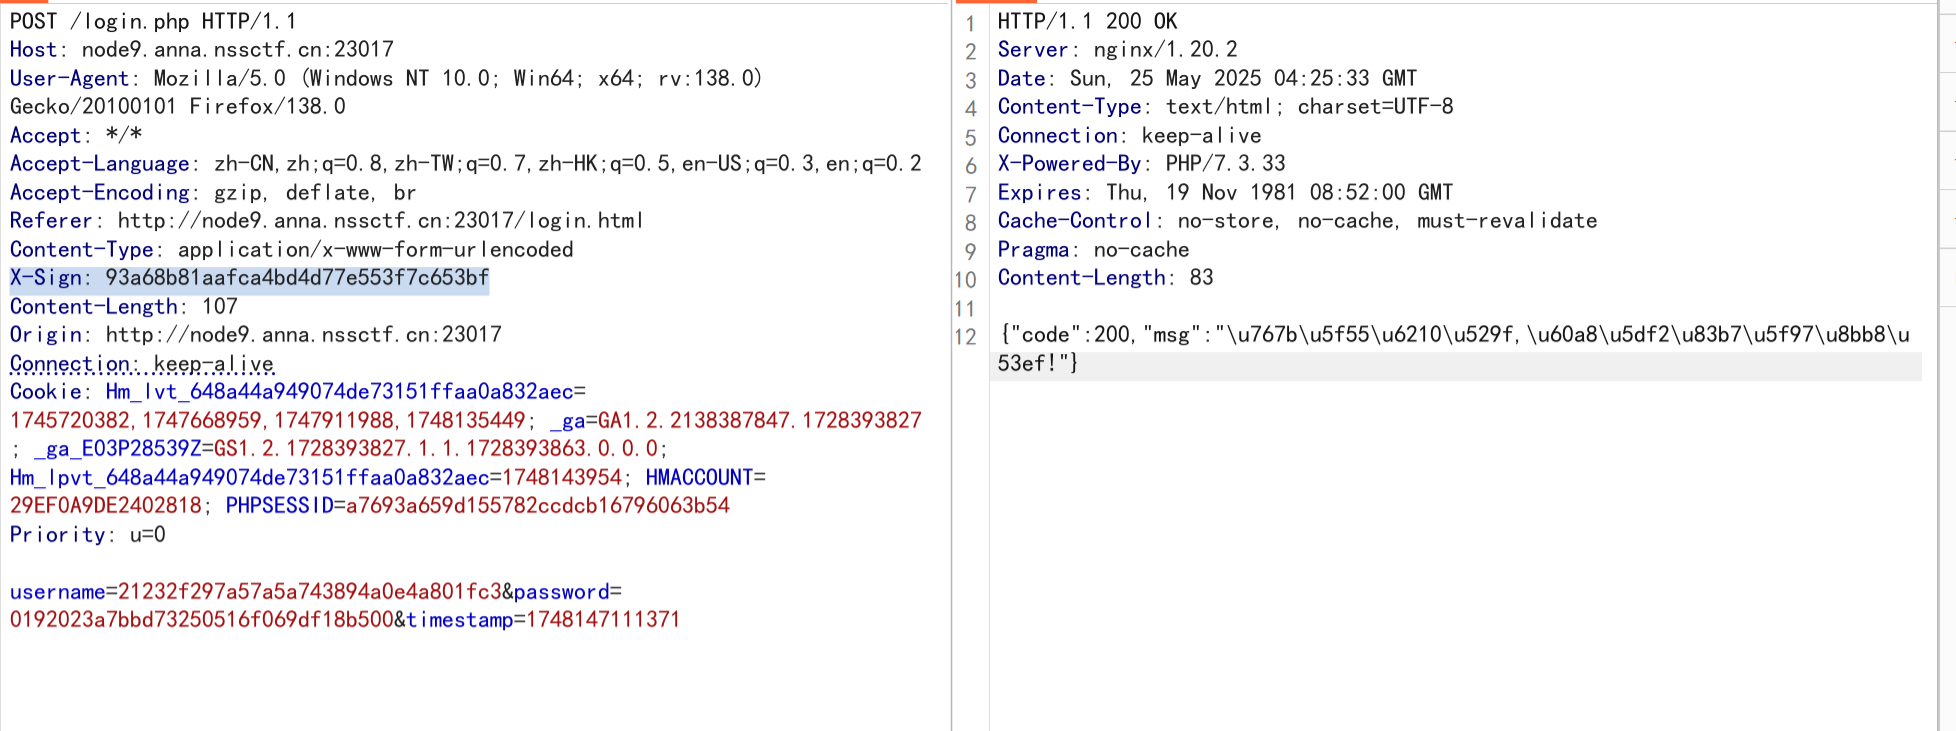 POST /login.php HTTP/1.1
Host: node9.anna.nssctf.cn:23017
User-Agent: Mozilla/5.0 (Windows NT 10.0; Win64; x64; rv:138.0)
Gecko/20100101 Firefox/138.0
Accept: */*
Accept-Language: zh-CN,zh;q=0.8,zh-TW;q=0.7,zh-HK;q=0.5,en-US;q=0.3,en;q=0.2
Accept-Encoding: gzip, deflate, br
Referer: http://node9.anna.nssctf.cn:23017/login.html
Content-Type: application/x-www-form-urlencoded
X-Sign: 93a68b81aafca4bd4d77e553f7c653bf
Content-Length: 107
Origin: http://node9.anna.nssctf.cn:23017
Connection: keep-alive
Cookie: Hm_lvt_648a44a949074de73151ffaa0a832aec=
1745720382,1747668959,1747911988,1748135449; _ga=GA1.2.2138387847.1728393827
; _ga_E03P28539Z=GS1.2.1728393827.1.1.1728393863.0.0.0;
Hm_lpvt_648a44a949074de73151ffaa0a832aec=1748143954; HMACCOUNT=
29EF0A9DE2402818; PHPSESSID=a7693a659d155782ccdcb16796063b54
Priority: u=0
username=21232f297a57a5a743894a0e4a801fc3&password=
0192023a7bbd73250516f069df18b500&timestamp=1748147111371
1 HTTP/1.1 200 OK
2 Server: nginx/1.20.2
3 Date: Sun, 25 May 2025 04:25:33 GMT
4 Content-Type: text/html; charset=UTF-8
5 Connection: keep-alive
6 X-Powered-By: PHP/7.3.33
7 Expires: Thu, 19 Nov 1981 08:52:00 GMT
8 Cache-Control: no-store, no-cache, must-revalidate
9 Pragma: no-cache
10 Content-Length: 83
11
12 {"code":200,"msg":"\u767b\u5f55\u6210\u529f,\u60a8\u5df2\u83b7\u5f97\u8bb8\u
53ef!"}